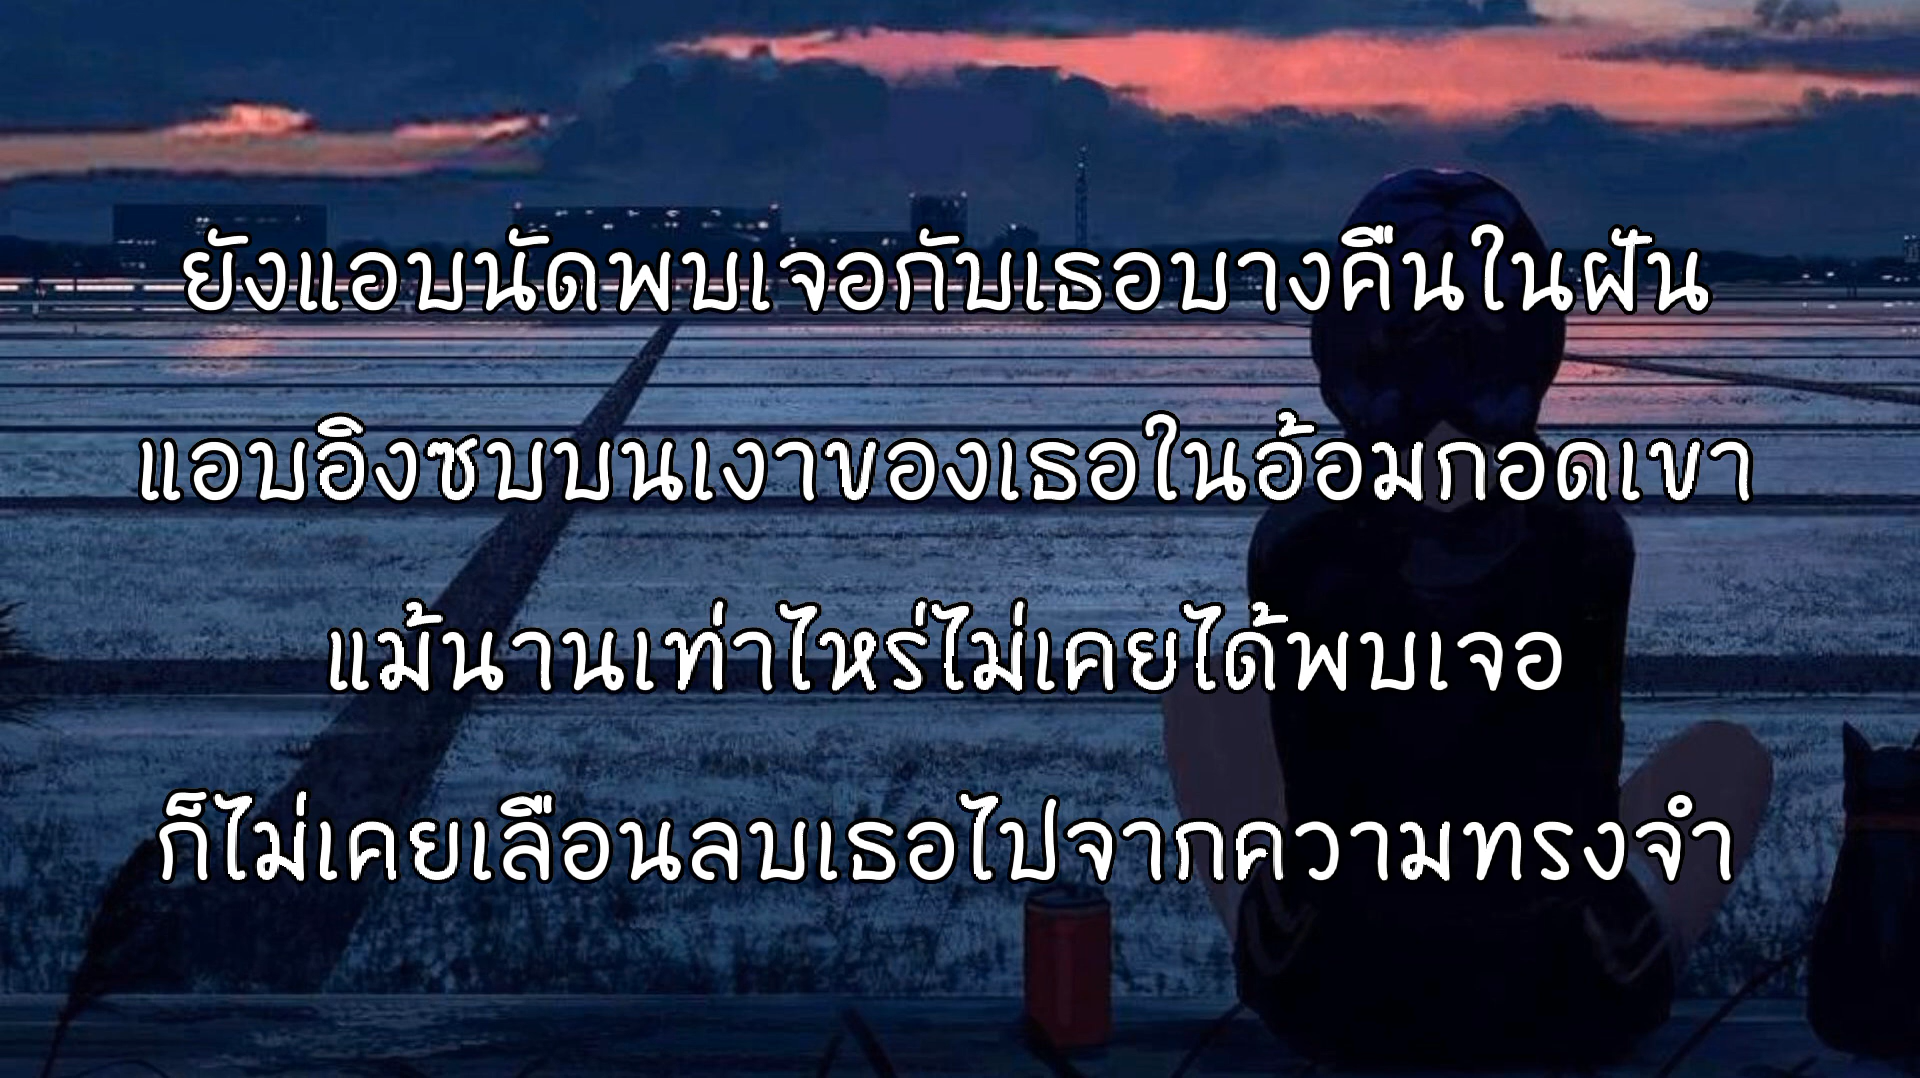 ยังแอบนัดพบเจอกับเธอบางคืนในฝัน
แอบอิงซบบนเงาของเธอในอ้อมกอดเขา
แม้นานเท่าไหร่ไม่เคยได้พบเจอ
ก็ไม่เคยเลือนลบเธอไปจากความทรงจำ